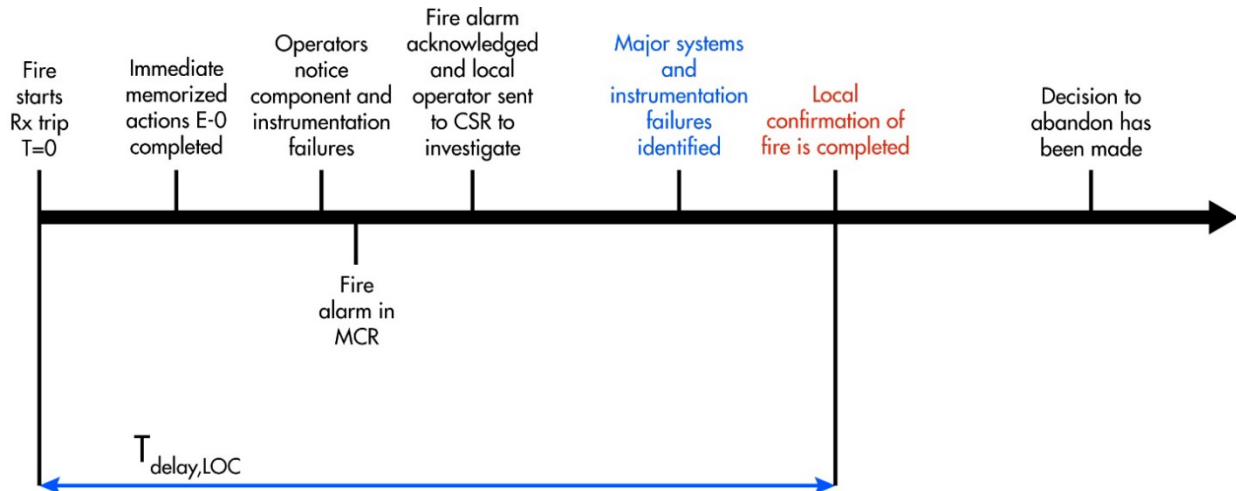 Fire
starts
Rx trip
T=0
Immediate
memorized
actions E-0
completed
Operators
notice
component and
instrumentation
failures
Fire alarm
acknowledged
and local
operator sent
to CSR to
investigate
Major systems
and
instrumentation
failures
identified
Local
confirmation of
fire is completed
Decision to
abandon has
been made
Fire
alarm in
MCR
Tdelay,LOC